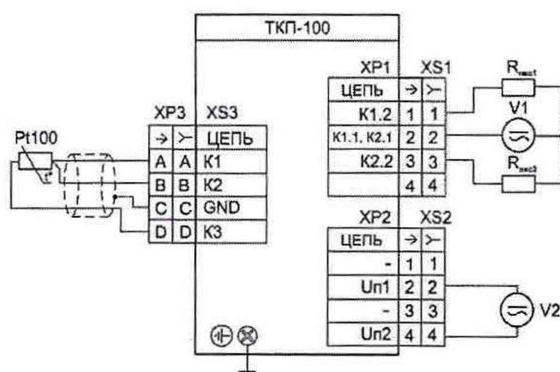 ТКП-100
XP1 XS1
ЦЕПЬ
К1.2 1 1
К1.1, К2.1 2 2
К2.2 3 3
4 4
V1
XP3 XS3
ЦЕПЬ
A A К1
B B К2
C C GND
D D К3
Pt100
XP2 XS2
ЦЕПЬ
- 1 1
Uп1 2 2
- 3 3
Uп2 4 4
V2